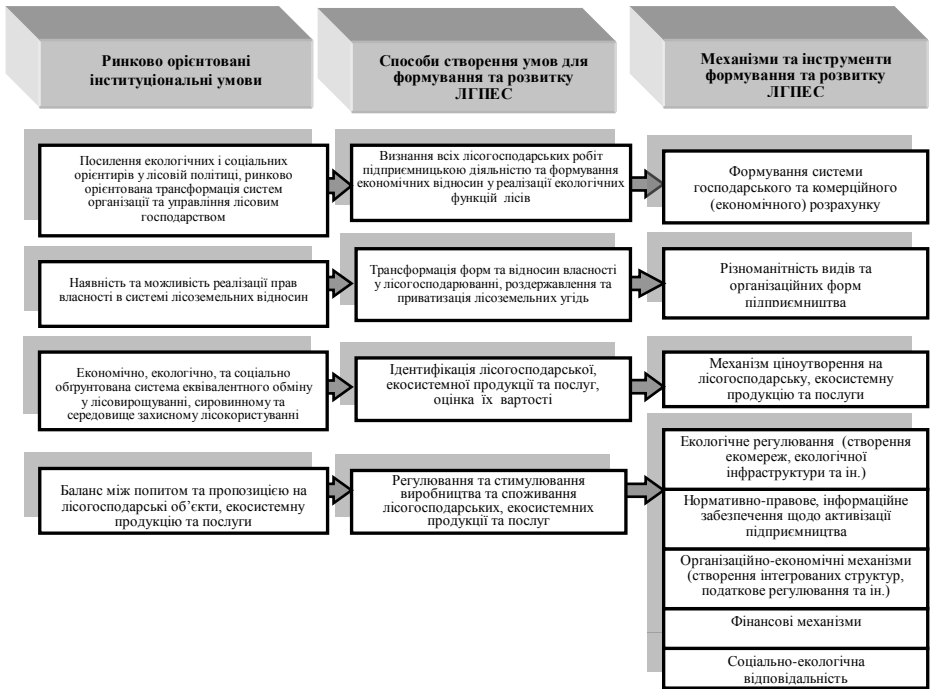 Ринково орієнтовані
інституціональні умови
Способи створення умов для
формування та розвитку
ЛГПЕС
Механізми та інструменти
формування та розвитку
ЛГПЕС
Посилення екологічних і соціальних
орієнтирів у лісовій політиці, ринково
орієнтована трансформація систем
організації та управління лісовим
господарством
Визнання всіх лісогосподарських робіт
підприємницькою діяльністю та формування
економічних відносин у реалізації екологічних
функцій лісів
Формування системи
господарського та комерційного
(економічного) розрахунку
Наявність та можливість реалізації прав
власності в системі лісоземельних відносин
Трансформація форм та відносин власності
у лісогосподарюванні, роздержавлення та
приватизація лісоземельних угідь
Різноманітність видів та
організаційних форм
підприємництва
Економічно, екологічно, та соціально
обґрунтована система еквівалентного обміну
у лісовирощуванні, сировинному та
середовище захисному лісокористуванні
Ідентифікація лісогосподарської,
екосистемної продукції та послуг,
оцінка їх вартості
Механізм ціноутворення на
лісогосподарську, екосистемну
продукцію та послуги
Баланс між попитом та пропозицією на
лісогосподарські об’єкти, екосистемну
продукцію та послуги
Регулювання та стимулювання
виробництва та споживання
лісогосподарських, екосистемних
продукції та послуг
Екологічне регулювання (створення
екомереж, екологічної
інфраструктури та ін.)
Нормативно-правове, інформаційне
забезпечення щодо активізації
підприємництва
Організаційно-економічні механізми
(створення інтегрованих структур,
податкове регулювання та ін.)
Фінансові механізми
Соціально-екологічна
відповідальність